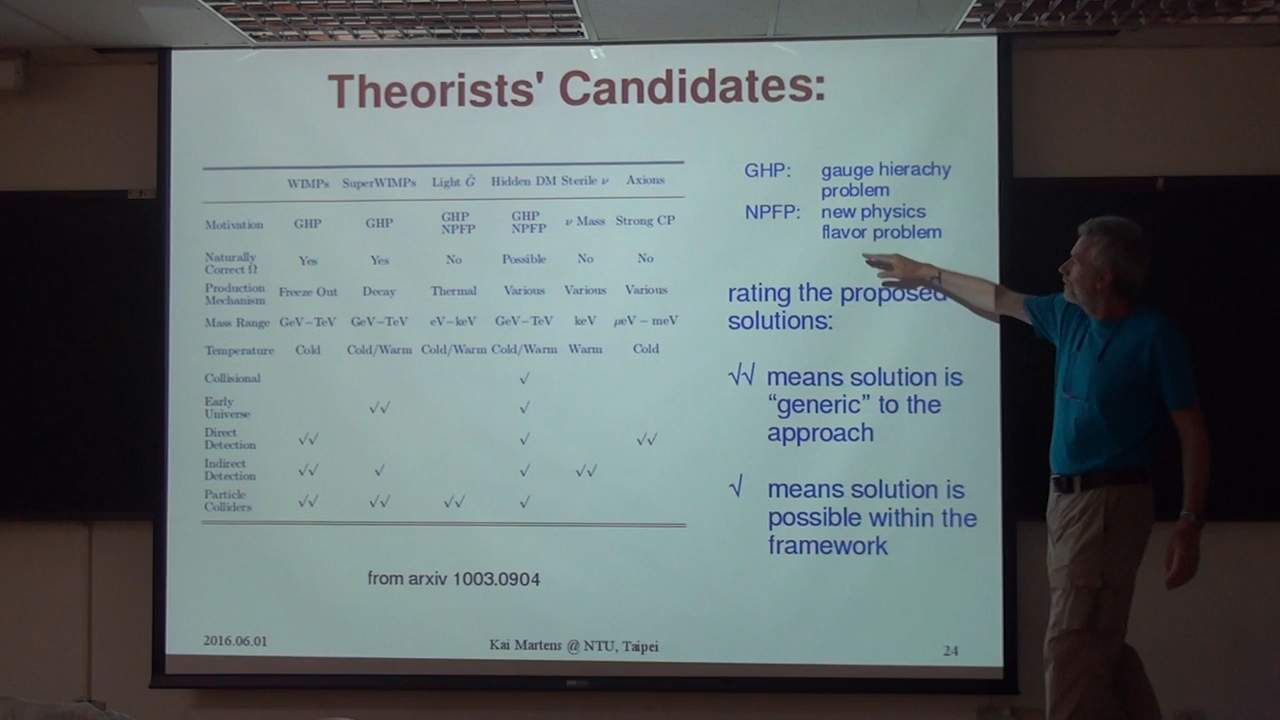 Theorists' Candidates:
WIMPs SuperWIMPs Light G̃ Hidden DM Sterile ν Axions
Motivation GHP GHP GHP NPFP GHP NPFP ν Mass Strong CP
Naturally Correct Ω Yes Yes No Possible No No
Production Mechanism Freeze Out Decay Thermal Various Various Various
Mass Range GeV−TeV GeV−TeV eV−keV GeV−TeV keV μeV − meV
Temperature Cold Cold/Warm Cold/Warm Cold/Warm Warm Cold
Collisional √
Early Universe √√ √
Direct Detection √√ √ √√
Indirect Detection √√ √ √ √√
Particle Colliders √√ √√ √√ √
from arxiv 1003.0904
GHP: gauge hierachy
problem
NPFP: new physics
flavor problem
rating the proposed
solutions:
√√ means solution is
“generic” to the
approach
√ means solution is
possible within the
framework
2016.06.01 Kai Martens @ NTU, Taipei 24